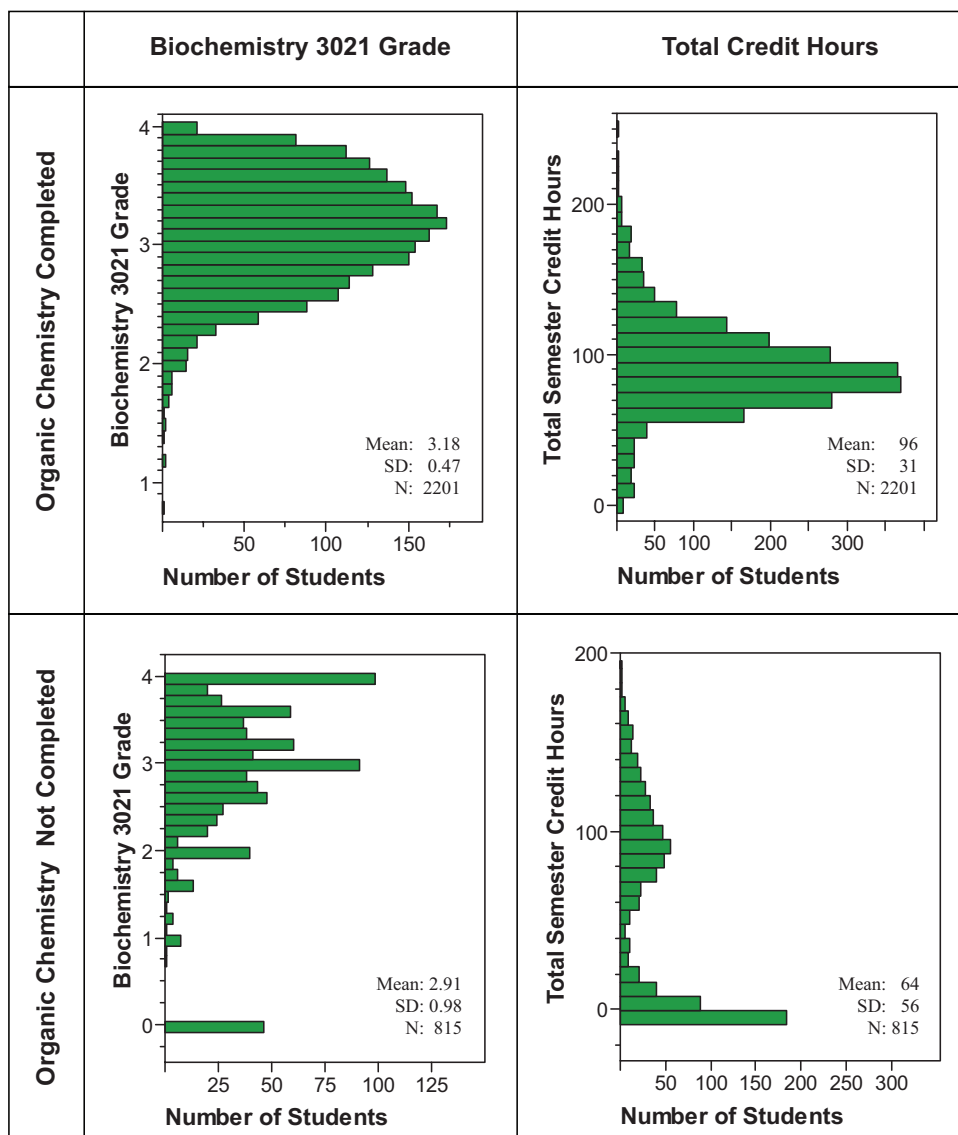 Biochemistry 3021 Grade
Total Credit Hours
Organic Chemistry Completed
Biochemistry 3021 Grade
4
3
2
1
Mean: 3.18
SD: 0.47
N: 2201
50 100 150
Number of Students
Total Semester Credit Hours
200
100
0
Mean: 96
SD: 31
N: 2201
50 100 200 300
Number of Students
Organic Chemistry Not Completed
Biochemistry 3021 Grade
4
3
2
1
0
Mean: 2.91
SD: 0.98
N: 815
25 50 75 100 125
Number of Students
Total Semester Credit Hours
200
100
0
Mean: 64
SD: 56
N: 815
50 100 150 200 300
Number of Students